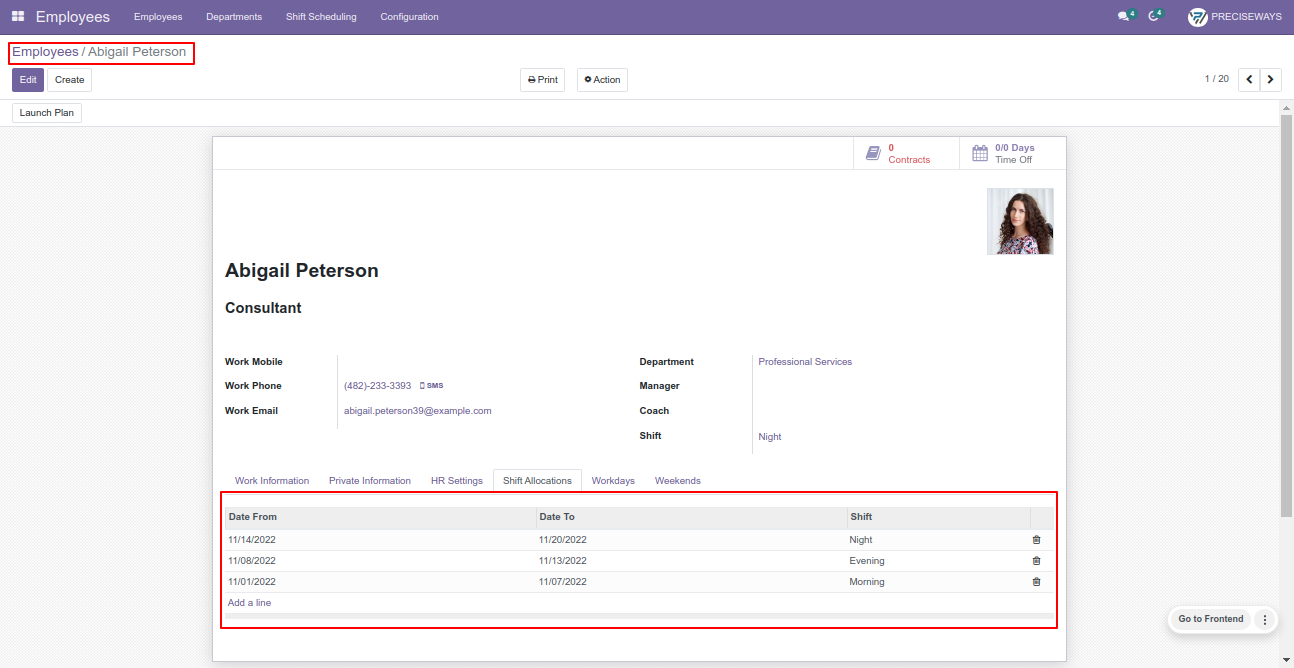 Employees Employees Departments Shift Scheduling Configuration 4 4 PRECISEWAYS
Employees / Abigail Peterson
Edit Create Print Action 1 / 20
Launch Plan
0 Contracts
0/0 Days Time Off
Abigail Peterson
Consultant
Work Mobile
Department Professional Services
Work Phone (482)-233-3393 SMS
Manager
Work Email abigail.peterson39@example.com
Coach
Shift Night
Work Information Private Information HR Settings Shift Allocations Workdays Weekends
Date From Date To Shift
11/14/2022 11/20/2022 Night
11/08/2022 11/13/2022 Evening
11/01/2022 11/07/2022 Morning
Add a line
Go to Frontend